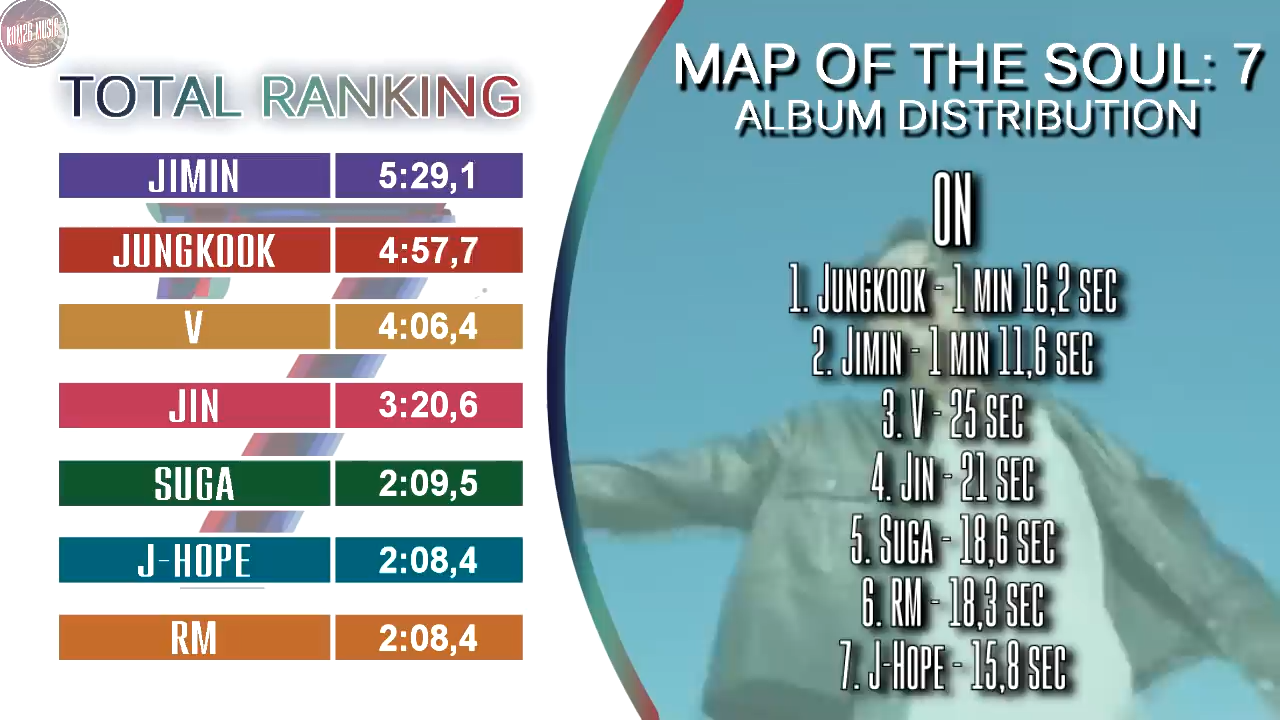 KOM26 MUSIC
TOTAL RANKING
JIMIN 5:29,1
JUNGKOOK 4:57,7
V 4:06,4
JIN 3:20,6
SUGA 2:09,5
J-HOPE 2:08,4
RM 2:08,4
MAP OF THE SOUL: 7
ALBUM DISTRIBUTION
ON
1. JUNGKOOK - 1 MIN 16,2 SEC
2. JIMIN - 1 MIN 11,6 SEC
3. V - 25 SEC
4. JIN - 21 SEC
5. SUGA - 18,6 SEC
6. RM - 18,3 SEC
7. J-HOPE - 15,8 SEC